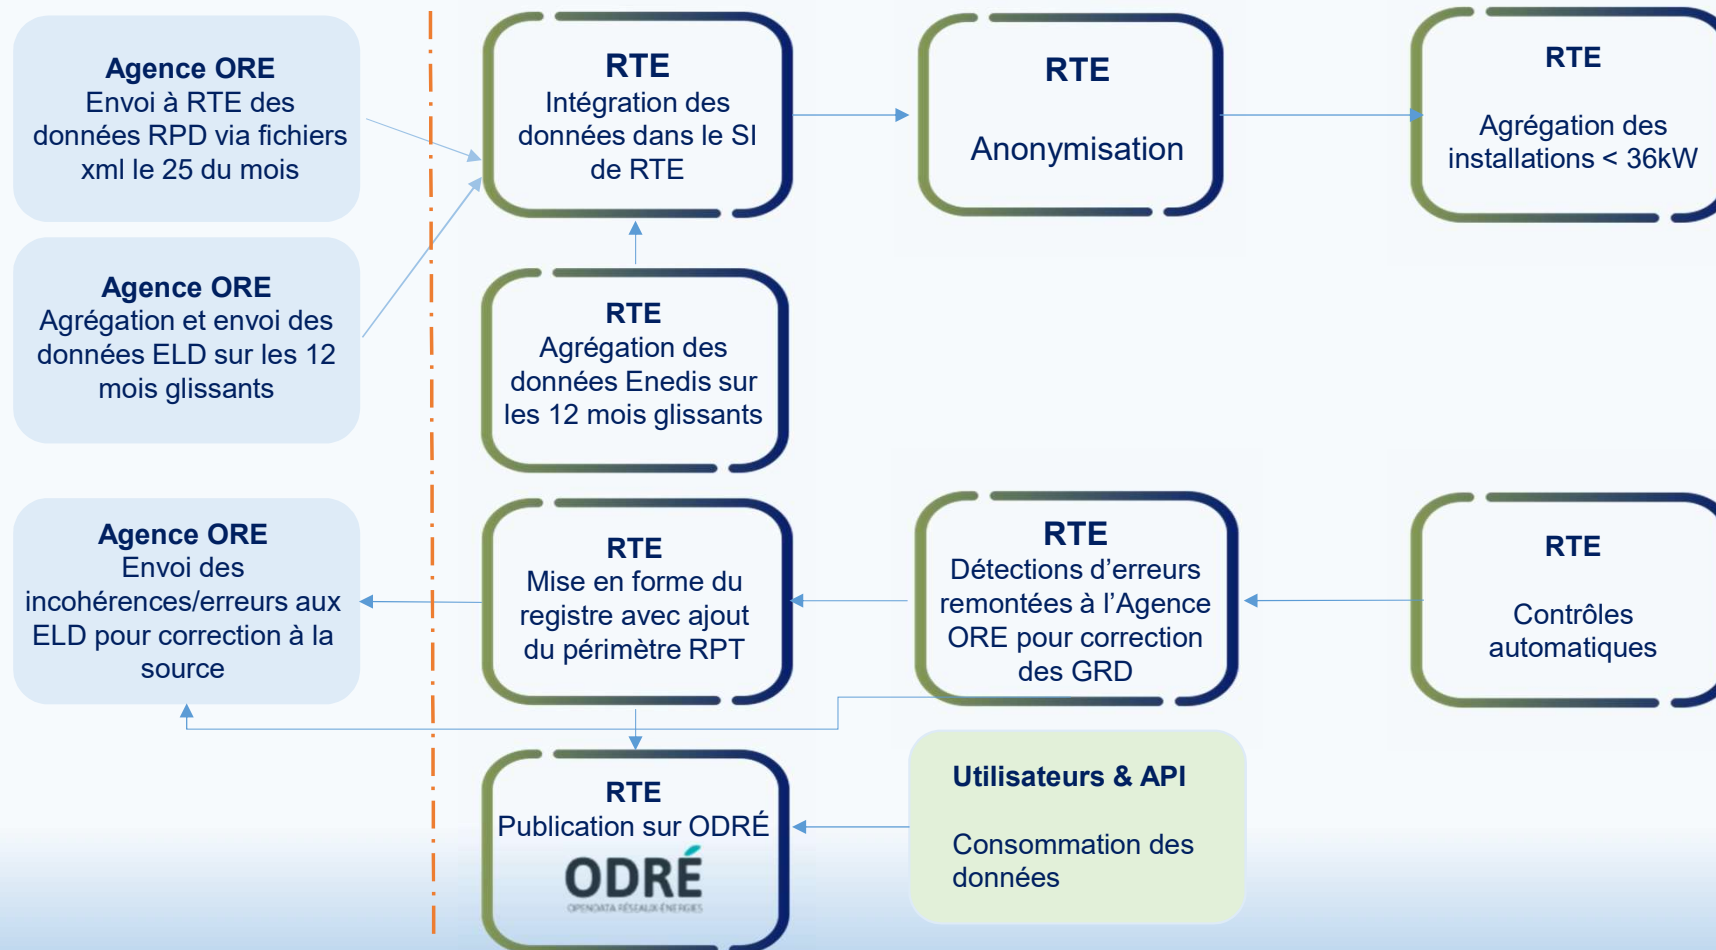 Agence ORE
Envoi à RTE des
données RPD via fichiers
xml le 25 du mois
RTE
Intégration des
données dans le SI
de RTE
RTE
Anonymisation
RTE
Agrégation des
installations < 36kW
Agence ORE
Agrégation et envoi des
données ELD sur les 12
mois glissants
RTE
Agrégation des
données Enedis sur
les 12 mois glissants
Agence ORE
Envoi des
incohérences/erreurs aux
ELD pour correction à la
source
RTE
Mise en forme du
registre avec ajout
du périmètre RPT
RTE
Détections d’erreurs
remontées à l’Agence
ORE pour correction
des GRD
RTE
Contrôles
automatiques
RTE
Publication sur ODRÉ
ODRÉ
OPENDATA RÉSEAUX-ÉNERGIES
Utilisateurs & API
Consommation des
données